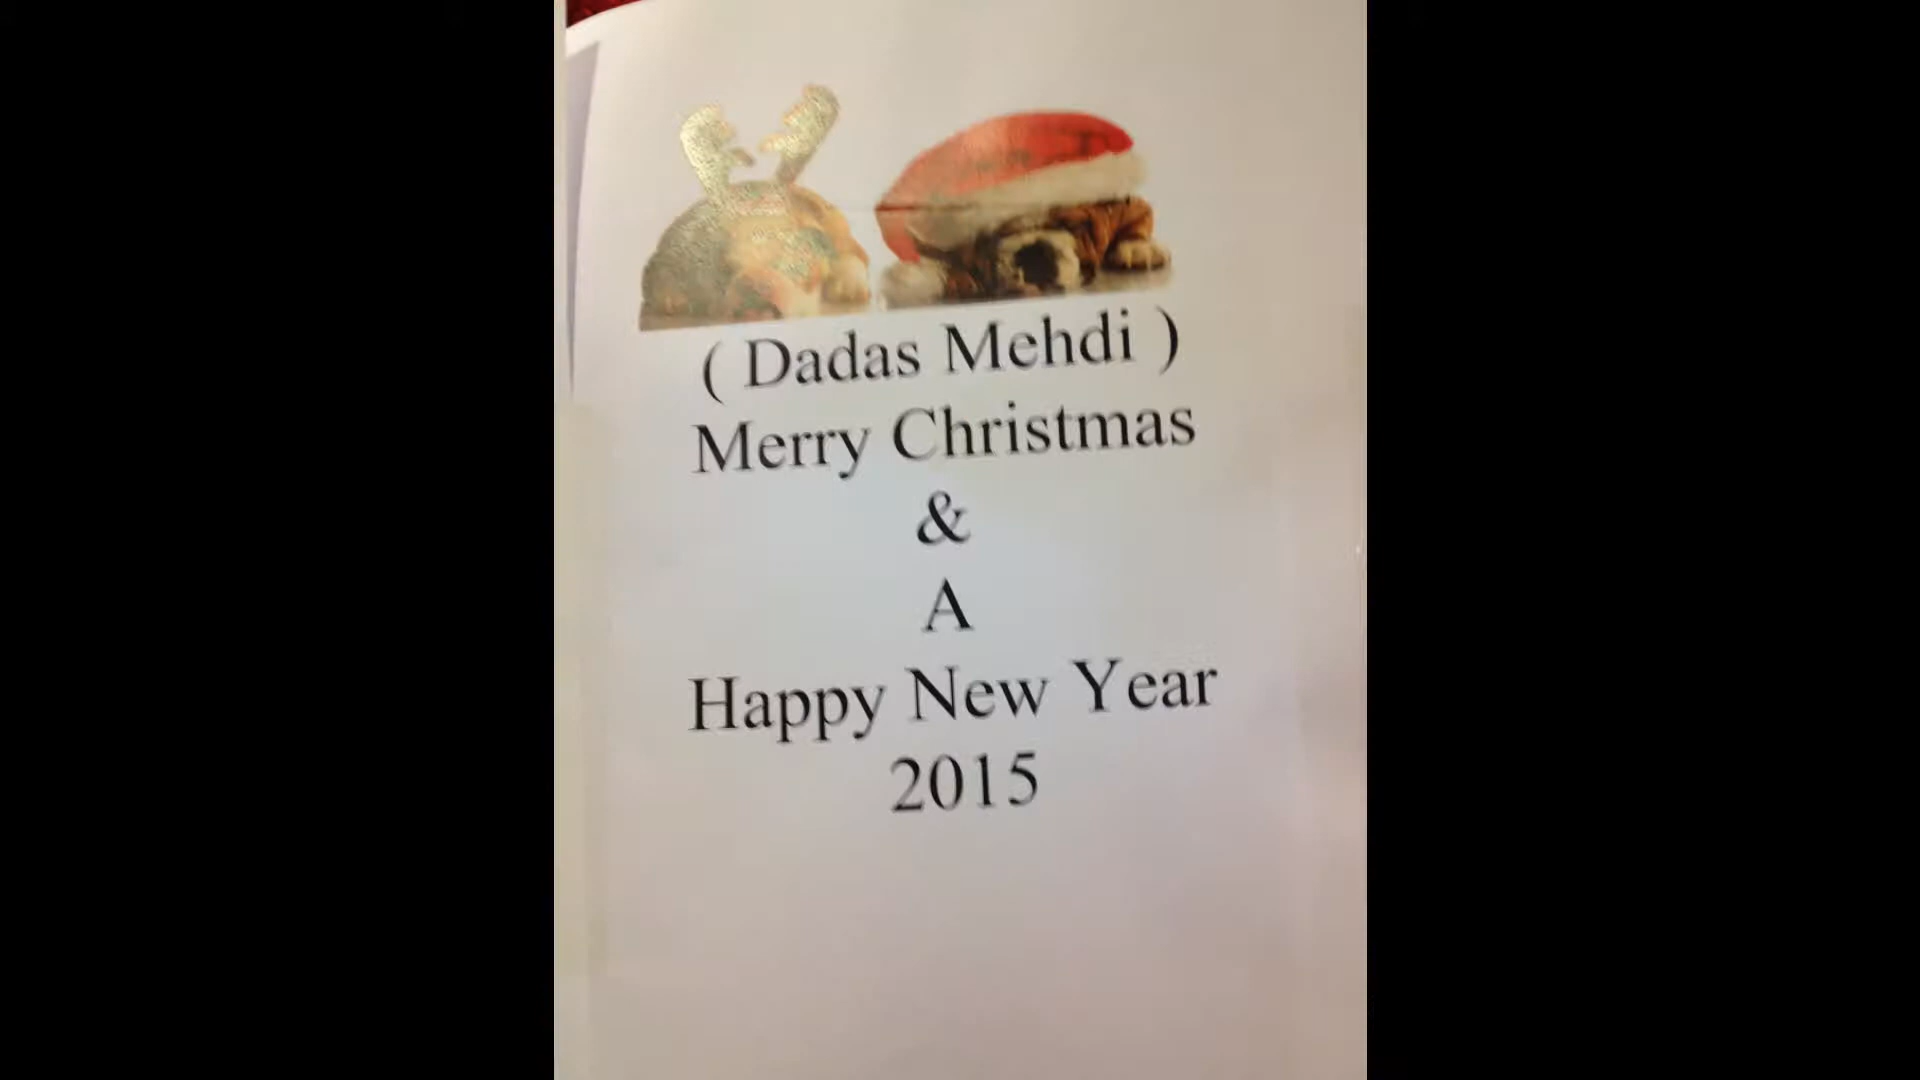 ( Dadas Mehdi )
Merry Christmas
&
A
Happy New Year
2015